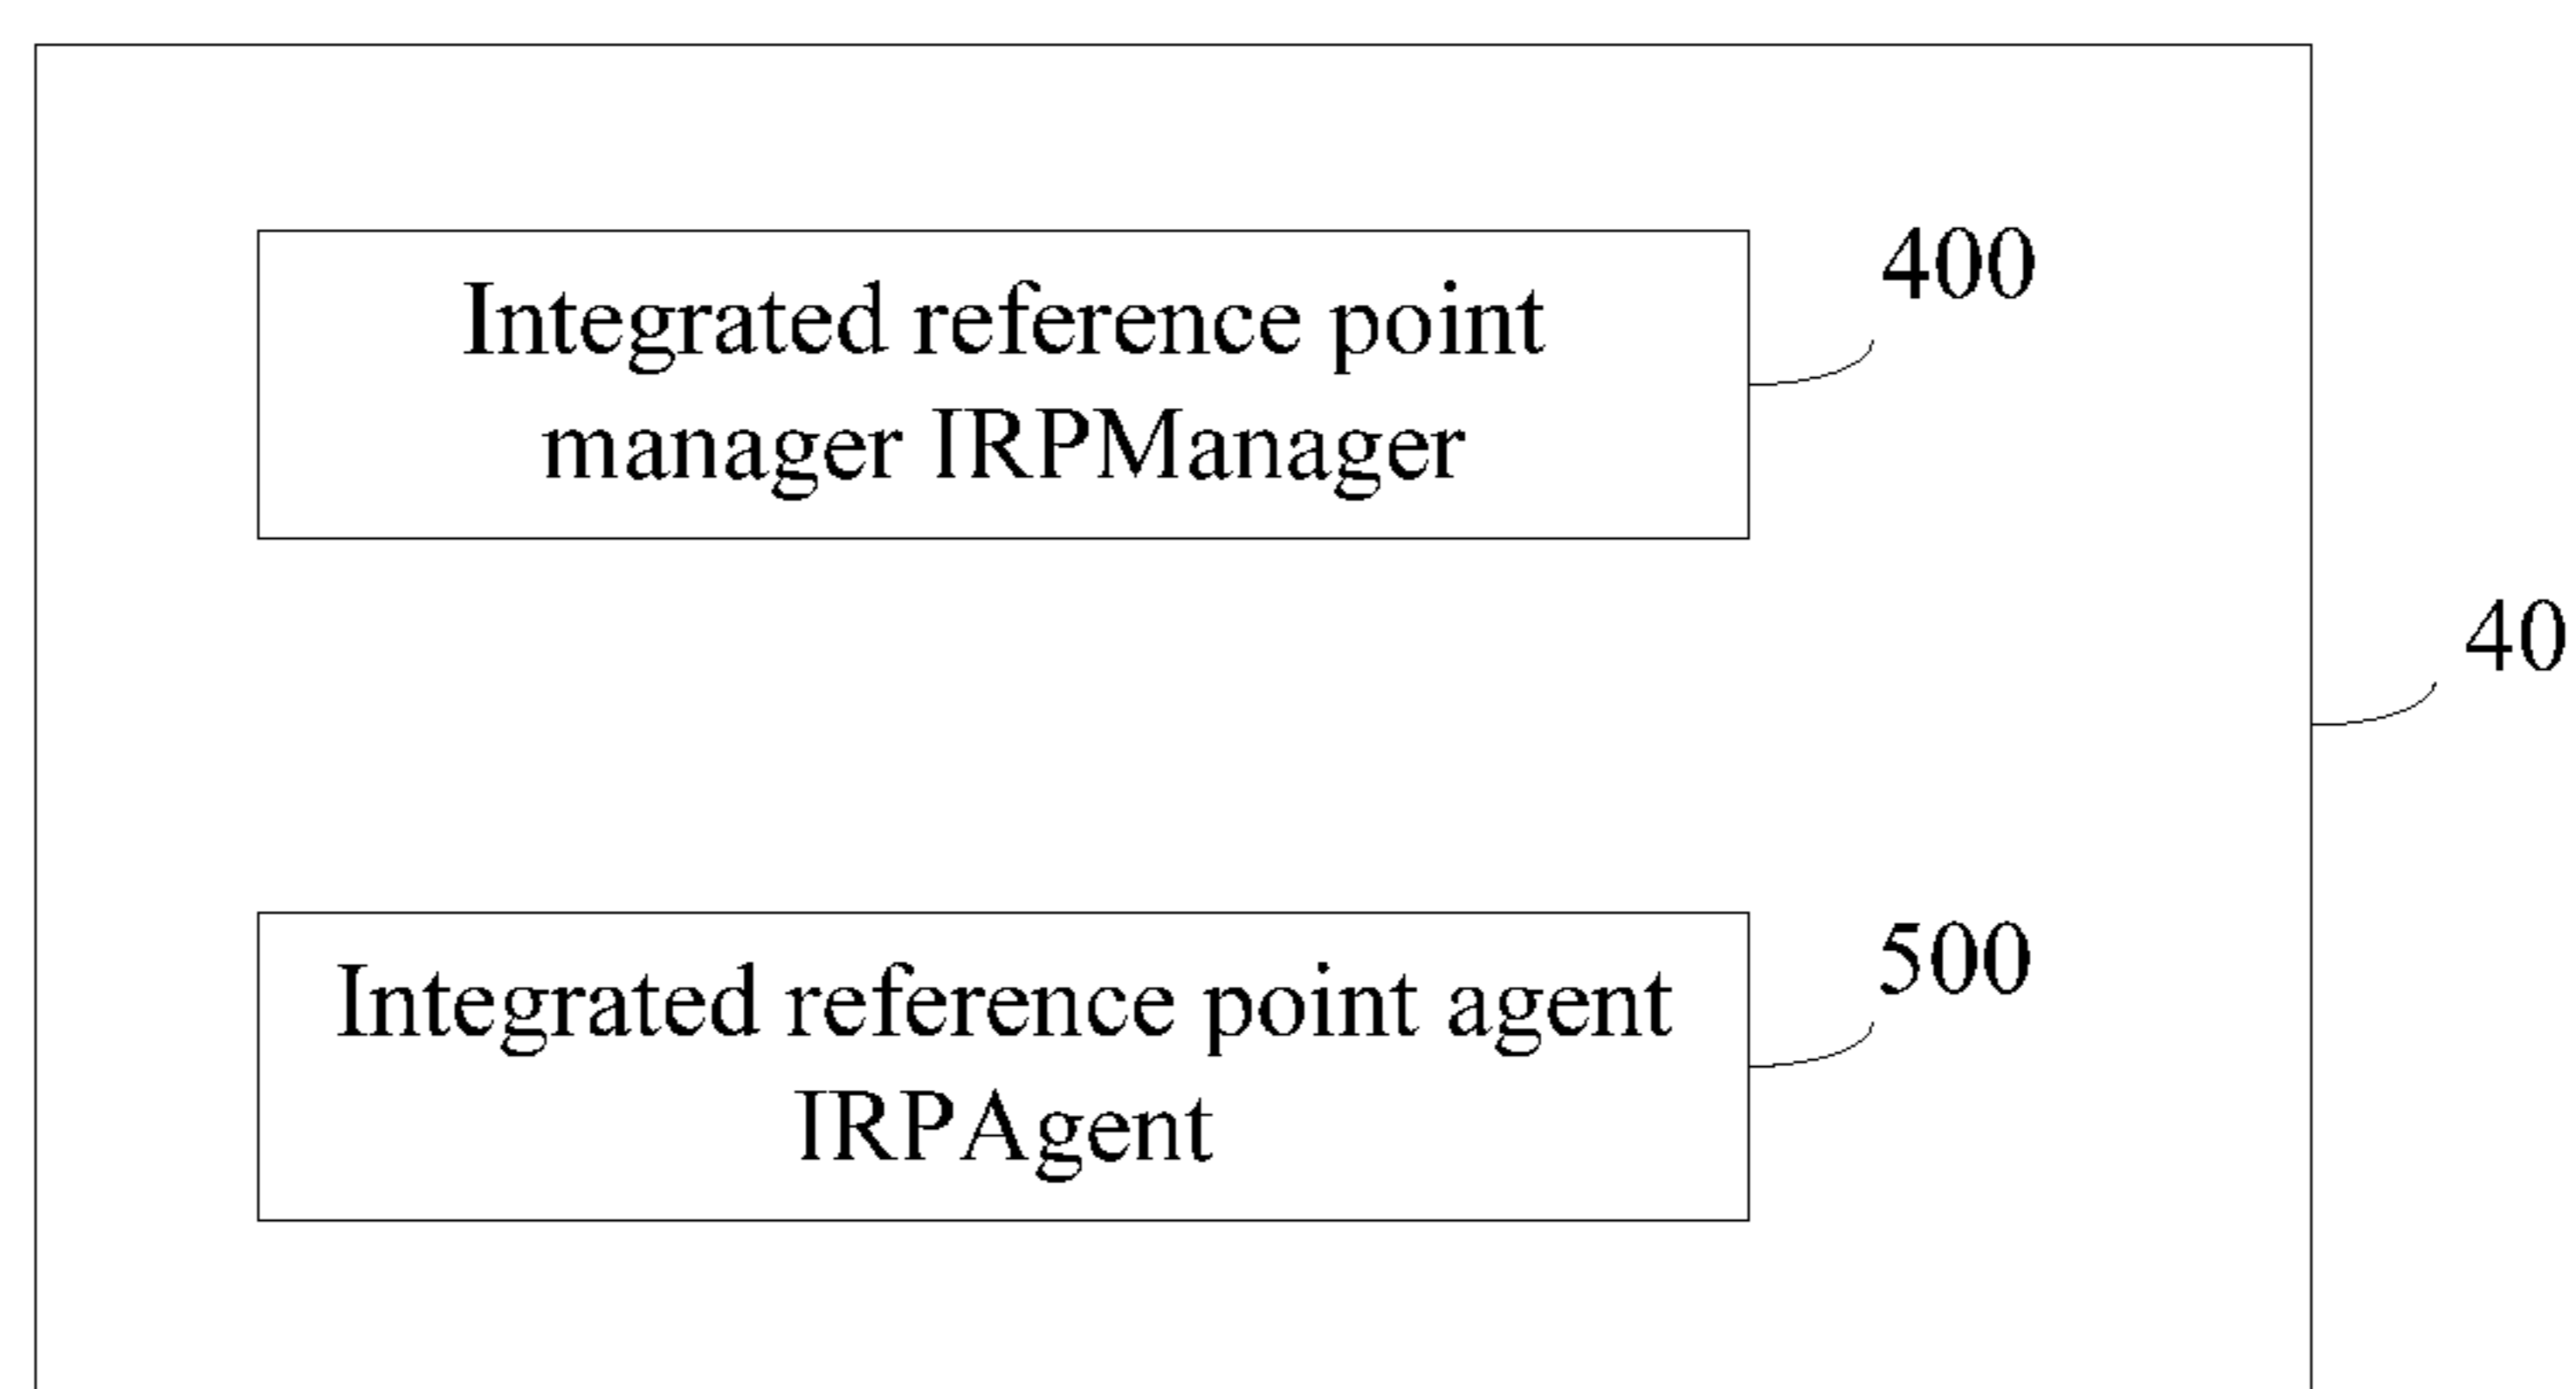 Integrated reference point
manager IRPManager
400
40
Integrated reference point agent
IRPAgent
500